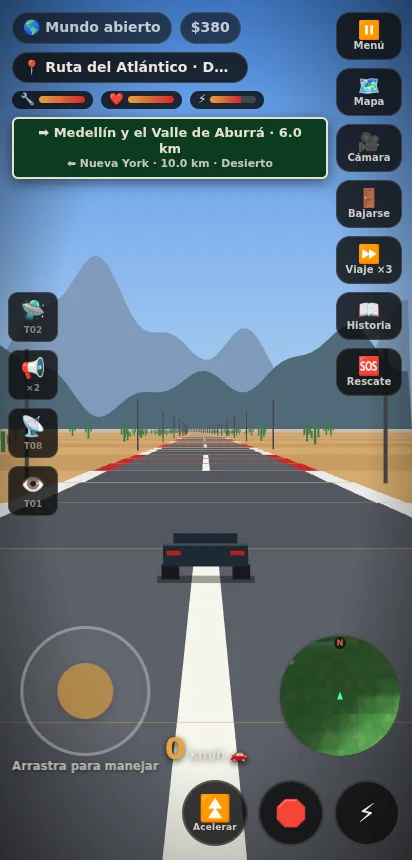 Mundo abierto
$380
Ruta del Atlántico · D...
➡ Medellín y el Valle de Aburrá · 6.0 km
⬅ Nueva York · 10.0 km · Desierto
Menú
Mapa
Cámara
Bajarse
Viaje ×3
Historia
SOS
Rescate
T02
×2
T08
T01
N
0 km/h
Arrastra para manejar
Acelerar